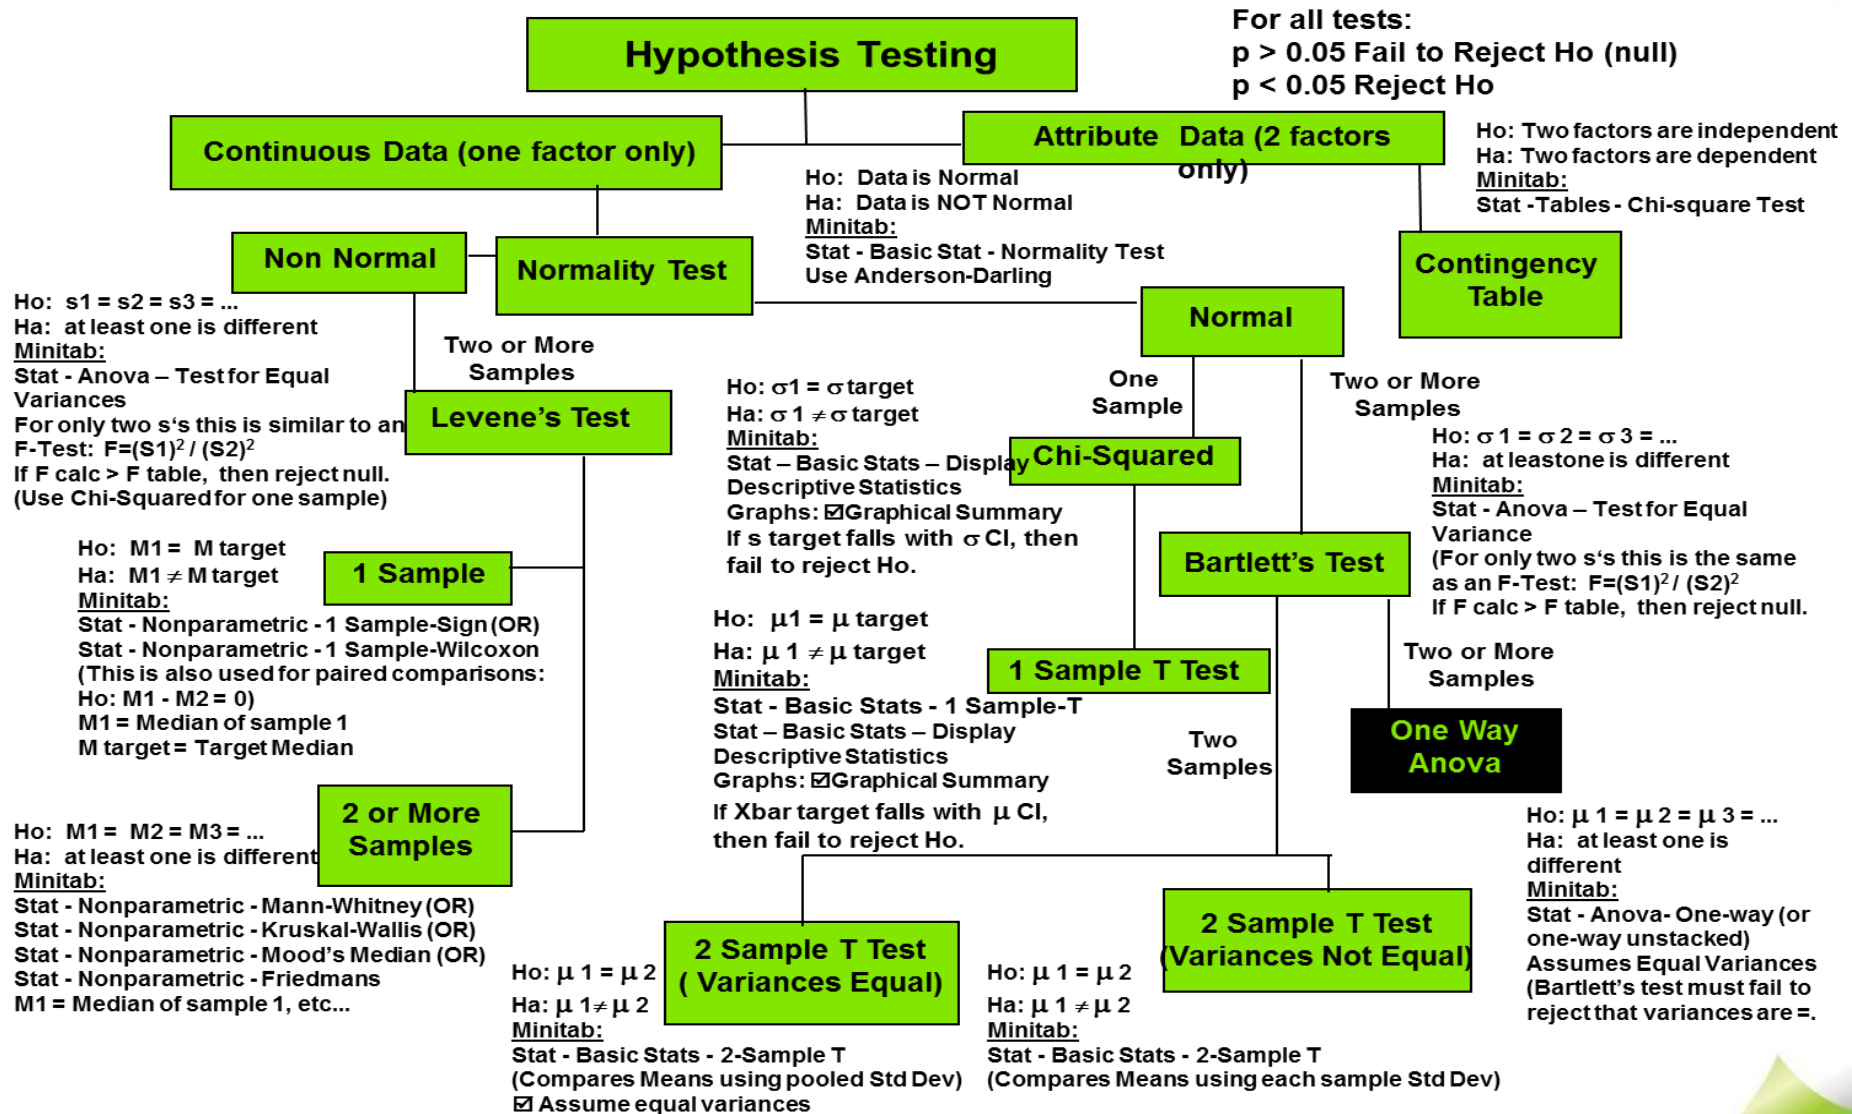 Hypothesis Testing
For all tests:
p > 0.05 Fail to Reject Ho (null)
p < 0.05 Reject Ho
Continuous Data (one factor only)
Attribute Data (2 factors
only)
Ho: Two factors are independent
Ha: Two factors are dependent
Minitab:
Stat -Tables - Chi-square Test
Ho: Data is Normal
Ha: Data is NOT Normal
Minitab:
Stat - Basic Stat - Normality Test
Use Anderson-Darling
Non Normal
Normality Test
Contingency
Table
Normal
Ho: s1 = s2 = s3 = ...
Ha: at least one is different
Minitab:
Stat - Anova – Test for Equal
Variances
For only two s‘s this is similar to an
F-Test: F=(S1)² / (S2)²
If F calc > F table, then reject null.
(Use Chi-Squared for one sample)
Two or More
Samples
Levene’s Test
Ho: σ1 = σ target
Ha: σ 1 ≠ σ target
Minitab:
Stat – Basic Stats – Display
Descriptive Statistics
Graphs: ☑Graphical Summary
If s target falls with σ CI, then
fail to reject Ho.
One
Sample
Chi-Squared
Two or More
Samples
Ho: σ 1 = σ 2 = σ 3 = ...
Ha: at leastone is different
Minitab:
Stat - Anova – Test for Equal
Variance
(For only two s‘s this is the same
as an F-Test: F=(S1)² / (S2)²
If F calc > F table, then reject null.
Bartlett’s Test
Ho: M1 = M target
Ha: M1 ≠ M target
Minitab:
Stat - Nonparametric - 1 Sample-Sign (OR)
Stat - Nonparametric - 1 Sample-Wilcoxon
(This is also used for paired comparisons:
Ho: M1 - M2 = 0)
M1 = Median of sample 1
M target = Target Median
1 Sample
Ho: μ1 = μ target
Ha: μ 1 ≠ μ target
Minitab:
Stat - Basic Stats - 1 Sample-T
Stat – Basic Stats – Display
Descriptive Statistics
Graphs: ☑Graphical Summary
If Xbar target falls with μ CI,
then fail to reject Ho.
1 Sample T Test
Two
Samples
Two or More
Samples
One Way
Anova
2 or More
Samples
Ho: M1 = M2 = M3 = ...
Ha: at least one is different
Minitab:
Stat - Nonparametric - Mann-Whitney (OR)
Stat - Nonparametric - Kruskal-Wallis (OR)
Stat - Nonparametric - Mood’s Median (OR)
Stat - Nonparametric - Friedmans
M1 = Median of sample 1, etc...
Ho: μ 1 = μ 2 = μ 3 = ...
Ha: at least one is
different
Minitab:
Stat - Anova- One-way (or
one-way unstacked)
Assumes Equal Variances
(Bartlett’s test must fail to
reject that variances are =.
2 Sample T Test
( Variances Equal)
Ho: μ 1 = μ 2
Ha: μ 1 ≠ μ 2
Minitab:
Stat - Basic Stats - 2-Sample T
(Compares Means using pooled Std Dev)
☑ Assume equal variances
2 Sample T Test
(Variances Not Equal)
Ho: μ 1 = μ 2
Ha: μ 1 ≠ μ 2
Minitab:
Stat - Basic Stats - 2-Sample T
(Compares Means using each sample Std Dev)